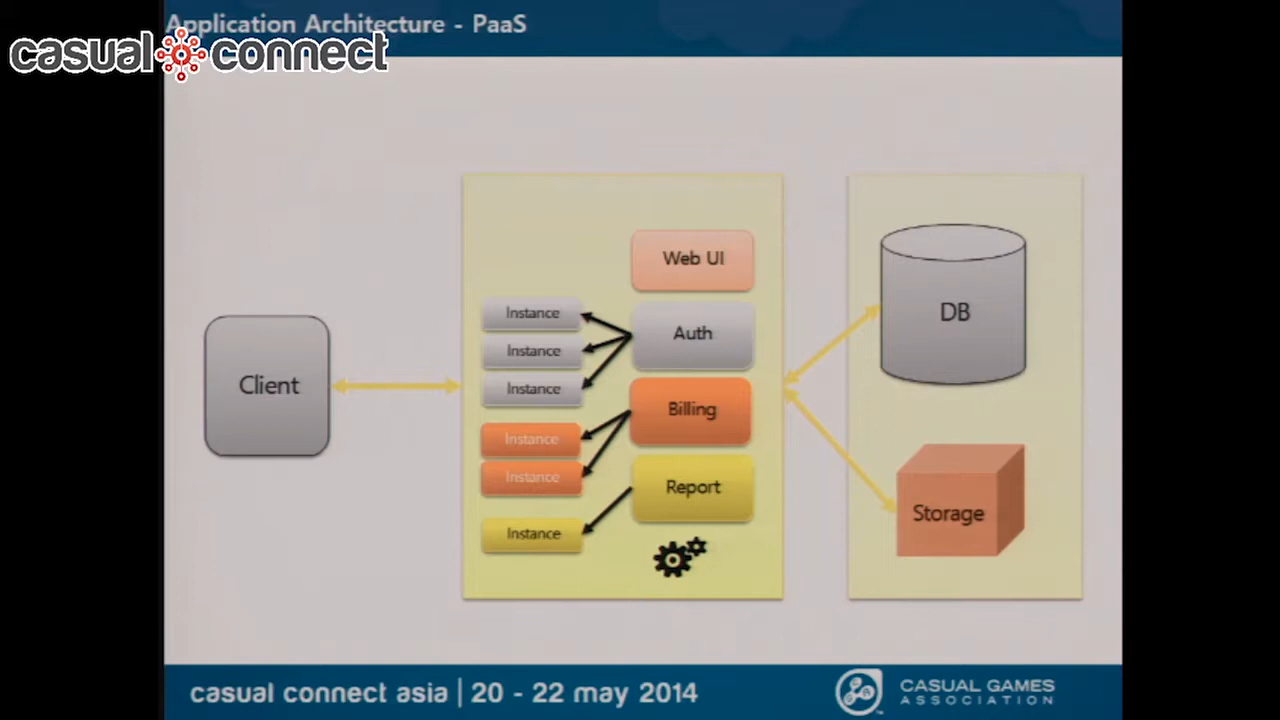 Application Architecture - PaaS
casual connect
Client
Web UI
Instance
Auth
Instance
Instance
Billing
Instance
Instance
Report
Instance
DB
Storage
casual connect asia | 20 - 22 may 2014
CASUAL GAMES
ASSOCIATION